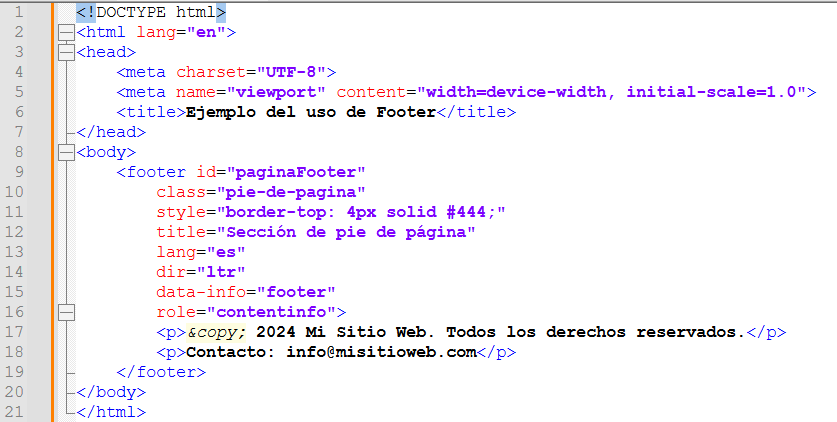 1 <!DOCTYPE html>
2 <html lang="en">
3 <head>
4     <meta charset="UTF-8">
5     <meta name="viewport" content="width=device-width, initial-scale=1.0">
6     <title>Ejemplo del uso de Footer</title>
7 </head>
8 <body>
9     <footer id="paginaFooter"
10         class="pie-de-pagina"
11         style="border-top: 4px solid #444;"
12         title="Sección de pie de página"
13         lang="es"
14         dir="ltr"
15         data-info="footer"
16         role="contentinfo">
17         <p>&copy; 2024 Mi Sitio Web. Todos los derechos reservados.</p>
18         <p>Contacto: info@misitioweb.com</p>
19     </footer>
20 </body>
21 </html>